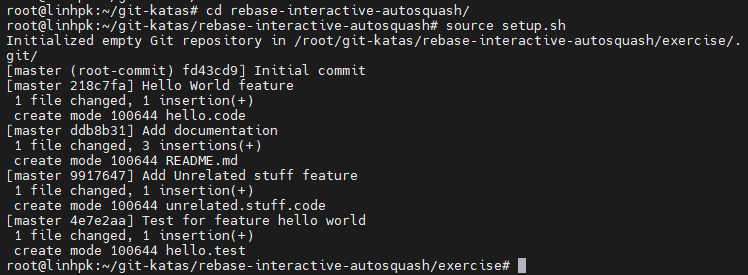 root@linhpk:~/git-katas# cd rebase-interactive-autosquash/
root@linhpk:~/git-katas/rebase-interactive-autosquash# source setup.sh
Initialized empty Git repository in /root/git-katas/rebase-interactive-autosquash/exercise/.
git/
[master (root-commit) fd43cd9] Initial commit
[master 218c7fa] Hello World feature
 1 file changed, 1 insertion(+)
 create mode 100644 hello.code
[master ddb8b31] Add documentation
 1 file changed, 3 insertions(+)
 create mode 100644 README.md
[master 9917647] Add Unrelated stuff feature
 1 file changed, 1 insertion(+)
 create mode 100644 unrelated.stuff.code
[master 4e7e2aa] Test for feature hello world
 1 file changed, 1 insertion(+)
 create mode 100644 hello.test
root@linhpk:~/git-katas/rebase-interactive-autosquash/exercise#